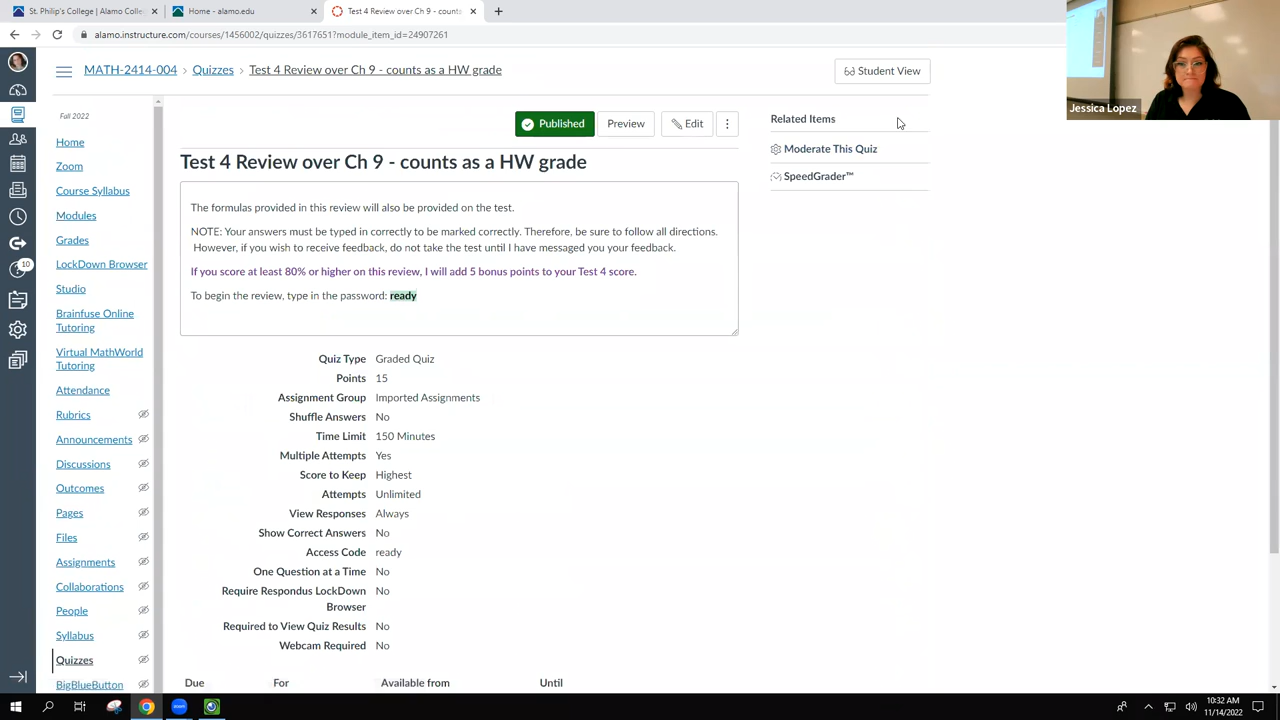 St. Philip's College | Alamo Colle
Home - alamo.edu
Test 4 Review over Ch 9 - counts
alamo.instructure.com/courses/1456002/quizzes/3617651?module_item_id=24907261
MATH-2414-004 > Quizzes > Test 4 Review over Ch 9 - counts as a HW grade
Student View
Jessica Lopez
Fall 2022
Home
Zoom
Course Syllabus
Modules
Grades
LockDown Browser
10
Studio
Brainfuse Online
Tutoring
Virtual MathWorld
Tutoring
Attendance
Rubrics
Announcements
Discussions
Outcomes
Pages
Files
Assignments
Collaborations
People
Syllabus
Quizzes
BigBlueButton
Published
Preview
Edit
Related Items
Moderate This Quiz
SpeedGrader™
Test 4 Review over Ch 9 - counts as a HW grade
The formulas provided in this review will also be provided on the test.
NOTE: Your answers must be typed in correctly to be marked correctly. Therefore, be sure to follow all directions.
However, if you wish to receive feedback, do not take the test until I have messaged you your feedback.
If you score at least 80% or higher on this review, I will add 5 bonus points to your Test 4 score.
To begin the review, type in the password: ready
Quiz Type Graded Quiz
Points 15
Assignment Group Imported Assignments
Shuffle Answers No
Time Limit 150 Minutes
Multiple Attempts Yes
Score to Keep Highest
Attempts Unlimited
View Responses Always
Show Correct Answers No
Access Code ready
One Question at a Time No
Require Respondus LockDown
Browser No
Required to View Quiz Results No
Webcam Required No
Due For Available from Until
10:32 AM
11/14/2022